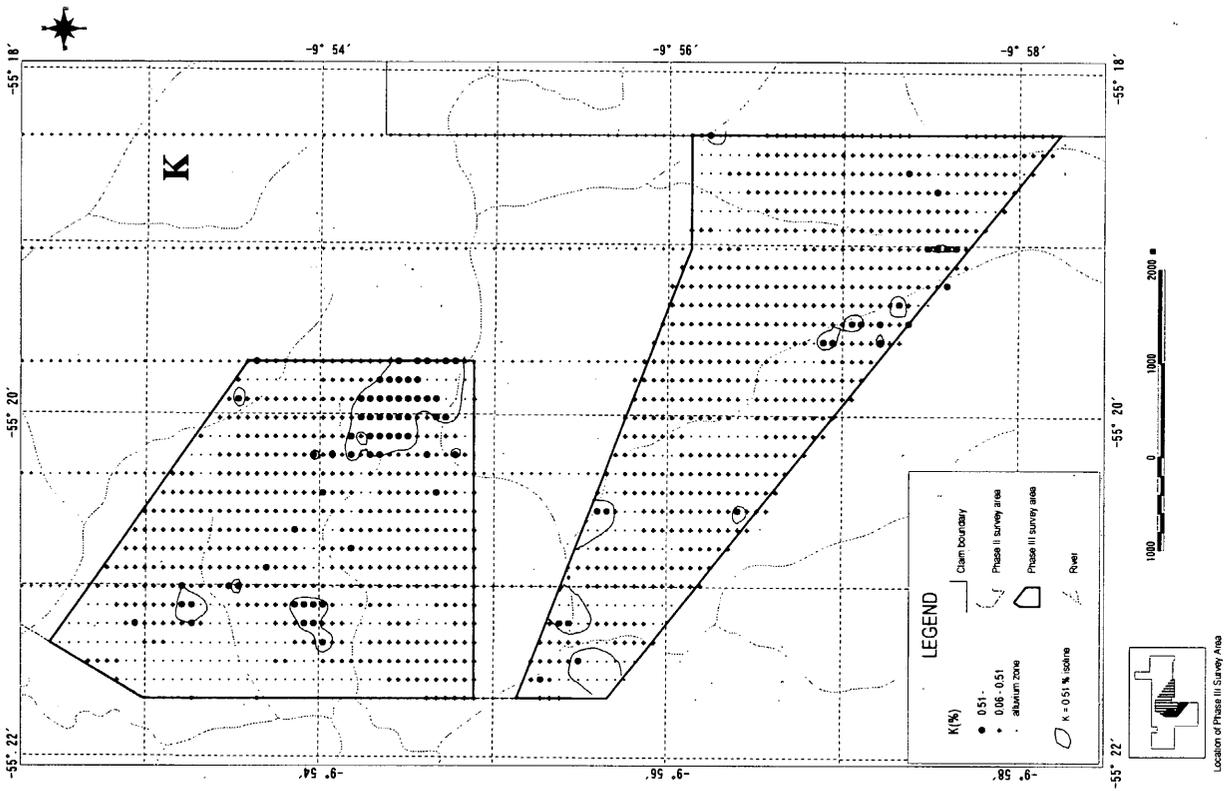 K
-55° 18′
-55° 20′
-55° 22′
-9° 54′
-9° 56′
-9° 58′
-55° 18′
-55° 20′
-55° 22′
-9° 54′
-9° 56′
-9° 58′
LEGEND
K(%)
0.51 -
0.06 - 0.51
alluvium zone
K = 0.51 % isoline
Claim boundary
Phase II survey area
Phase III survey area
River
1000 0 1000 2000 m
Location of Phase III Survey Area